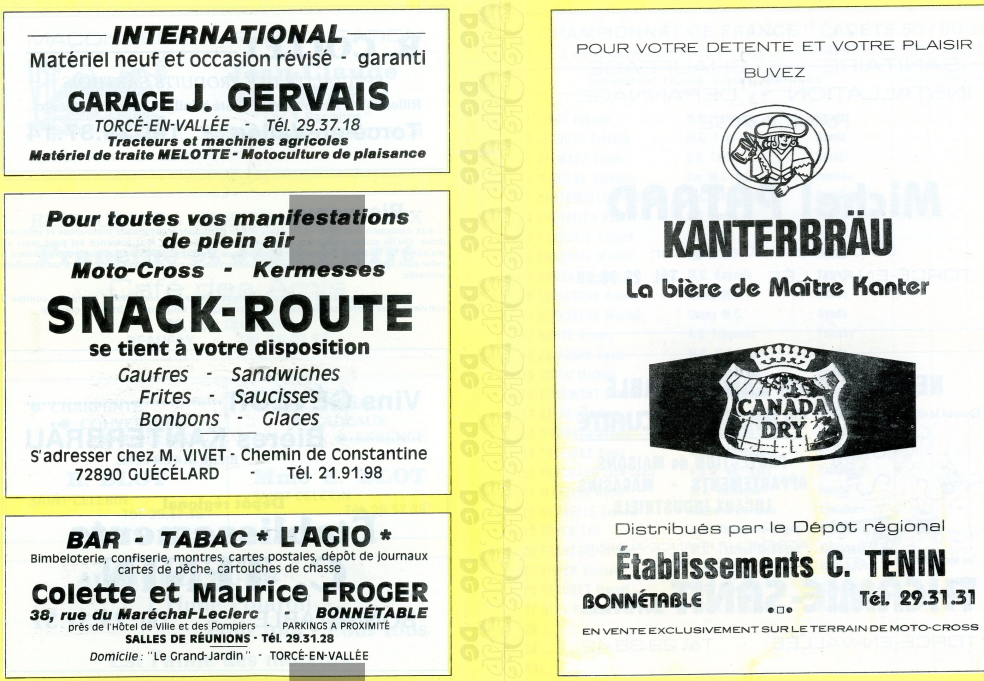 INTERNATIONAL
Matériel neuf et occasion révisé - garanti
GARAGE J. GERVAIS
TORCÉ-EN-VALLÉE - Tél. 29.37.18
Tracteurs et machines agricoles
Matériel de traite MELOTTE - Motoculture de plaisance
Pour toutes vos manifestations
de plein air
Moto-Cross - Kermesses
SNACK-ROUTE
se tient à votre disposition
Gaufres - Sandwiches
Frites - Saucisses
Bonbons - Glaces
S'adresser chez M. VIVET - Chemin de Constantine
72890 GUÉCÉLARD Tél. 21.91.98
BAR - TABAC * L'AGIO *
Bimbeloterie, confiserie, montres, cartes postales, dépôt de journaux
cartes de pêche, cartouches de chasse
Colette et Maurice FROGER
38, rue du Maréchal-Leclerc - BONNÉTABLE
près de l'Hôtel de Ville et des Pompiers - PARKINGS A PROXIMITÉ
SALLES DE RÉUNIONS - Tél. 29.31.28
Domicile : "Le Grand-Jardin" - TORCÉ-EN-VALLÉE
POUR VOTRE DETENTE ET VOTRE PLAISIR
BUVEZ
KANTERBRÄU
La bière de Maître Kanter
CANADA
DRY
Distribués par le Dépôt régional
Établissements C. TENIN
BONNÉTABLE Tél. 29.31.31
EN VENTE EXCLUSIVEMENT SUR LE TERRAIN DE MOTO-CROSS